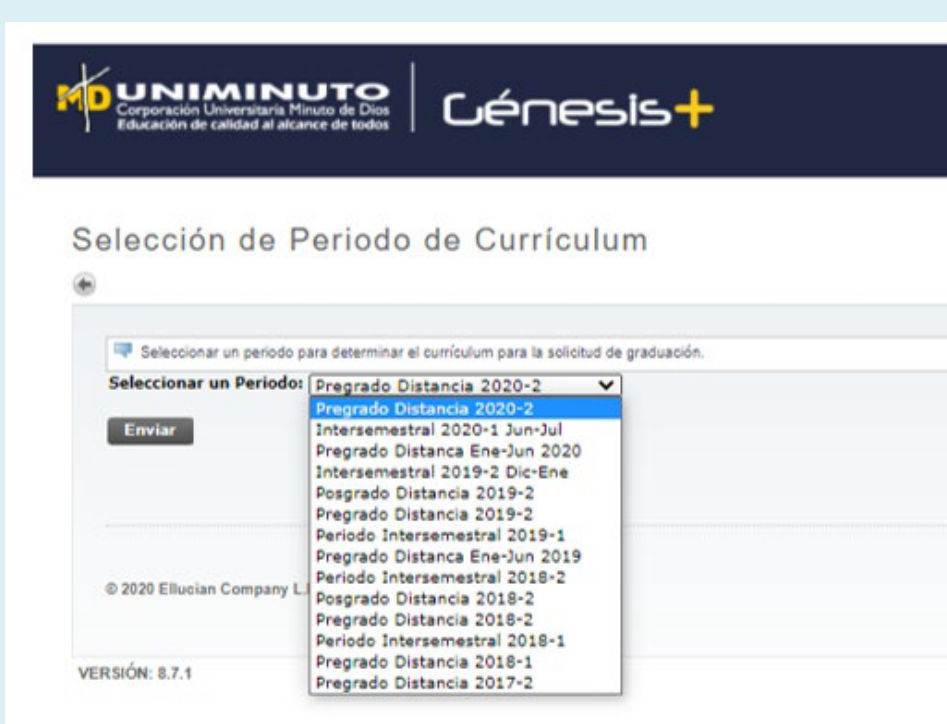 UNIMINUTO
Corporación Universitaria Minuto de Dios
Educación de calidad al alcance de todos
Génesis+
Selección de Periodo de Currículum
Seleccionar un periodo para determinar el currículum para la solicitud de graduación.
Seleccionar un Periodo: Pregrado Distancia 2020-2
Pregrado Distancia 2020-2
Enviar
Intersemestral 2020-1 Jun-Jul
Pregrado Distanca Ene-Jun 2020
Intersemestral 2019-2 Dic-Ene
Posgrado Distancia 2019-2
Pregrado Distancia 2019-2
Periodo Intersemestral 2019-1
Pregrado Distanca Ene-Jun 2019
Periodo Intersemestral 2018-2
Posgrado Distancia 2018-2
Pregrado Distancia 2018-2
Periodo Intersemestral 2018-1
Pregrado Distancia 2018-1
Pregrado Distancia 2017-2
© 2020 Ellucian Company L.
VERSIÓN: 8.7.1